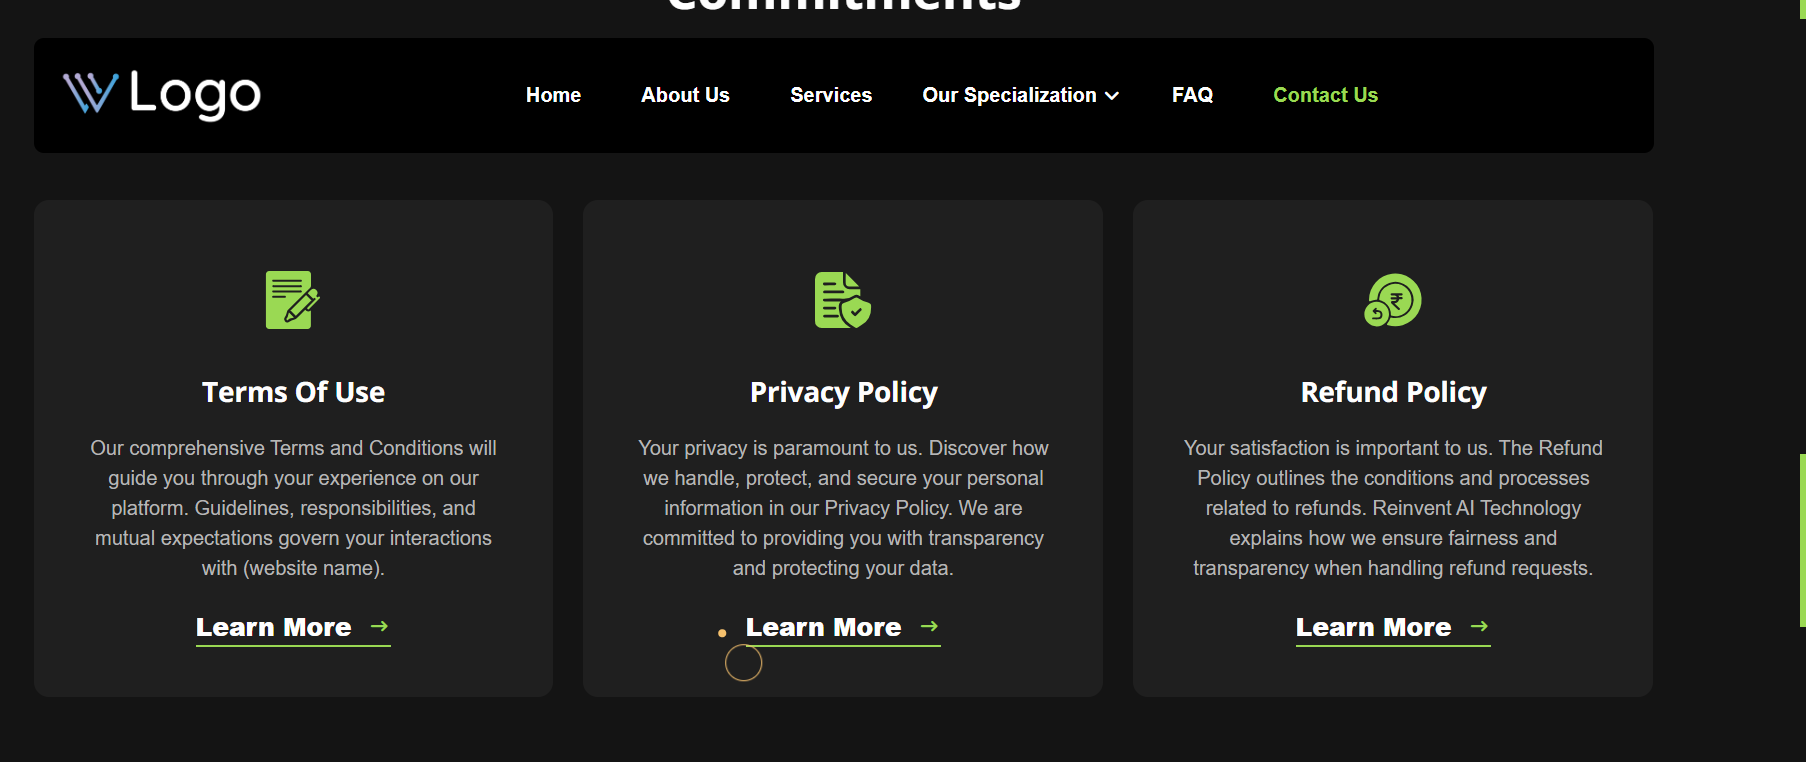 Commitments
Logo
Home About Us Services Our Specialization FAQ Contact Us
Terms Of Use
Our comprehensive Terms and Conditions will
guide you through your experience on our
platform. Guidelines, responsibilities, and
mutual expectations govern your interactions
with (website name).
Learn More →
Privacy Policy
Your privacy is paramount to us. Discover how
we handle, protect, and secure your personal
information in our Privacy Policy. We are
committed to providing you with transparency
and protecting your data.
Learn More →
Refund Policy
Your satisfaction is important to us. The Refund
Policy outlines the conditions and processes
related to refunds. Reinvent AI Technology
explains how we ensure fairness and
transparency when handling refund requests.
Learn More →